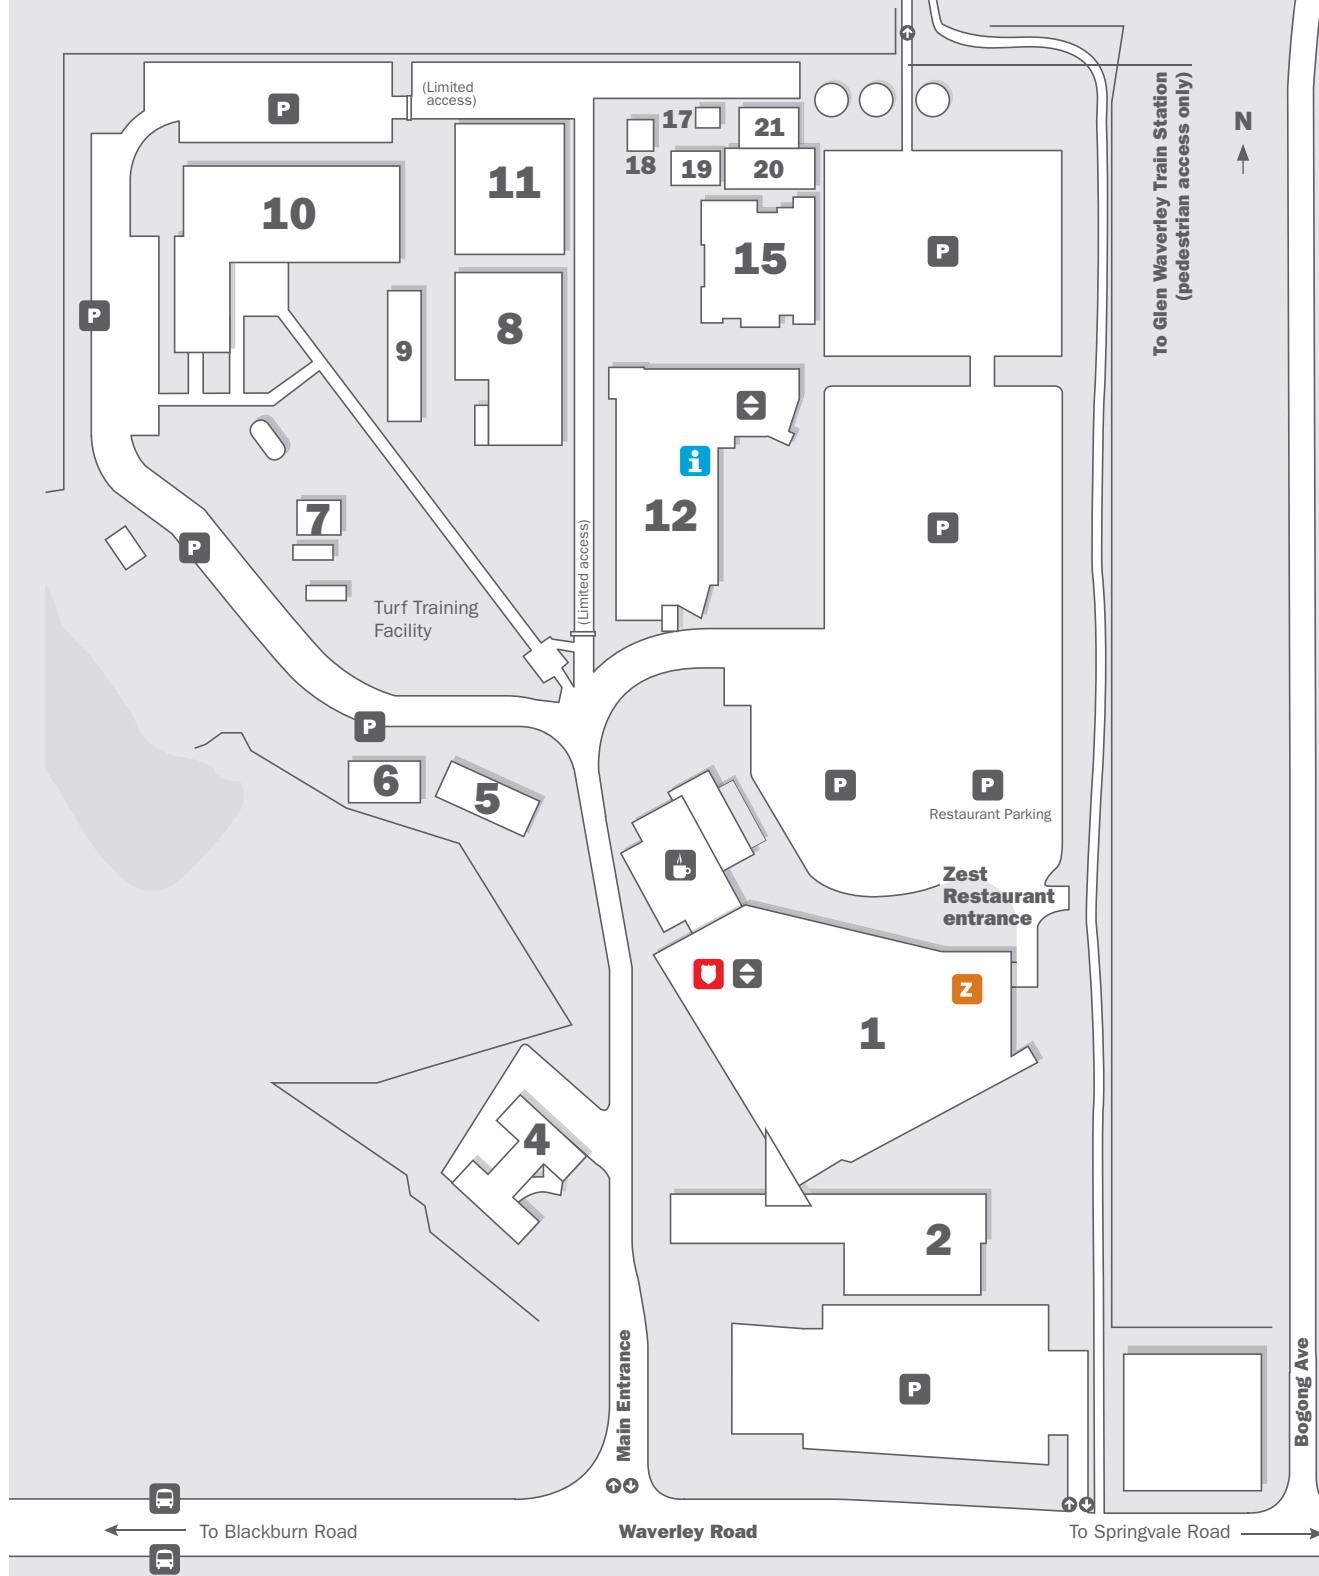 P
(Limited
access)
17
21
18
19
20
N
To Glen Waverley Train Station
(pedestrian access only)
10
11
15
P
P
9
8
i
12
P
7
P
(Limited access)
Turf Training
Facility
P
6
5
P
P
Restaurant Parking
Zest
Restaurant
entrance
Z
1
4
2
Main Entrance
P
Bogong Ave
To Blackburn Road
Waverley Road
To Springvale Road